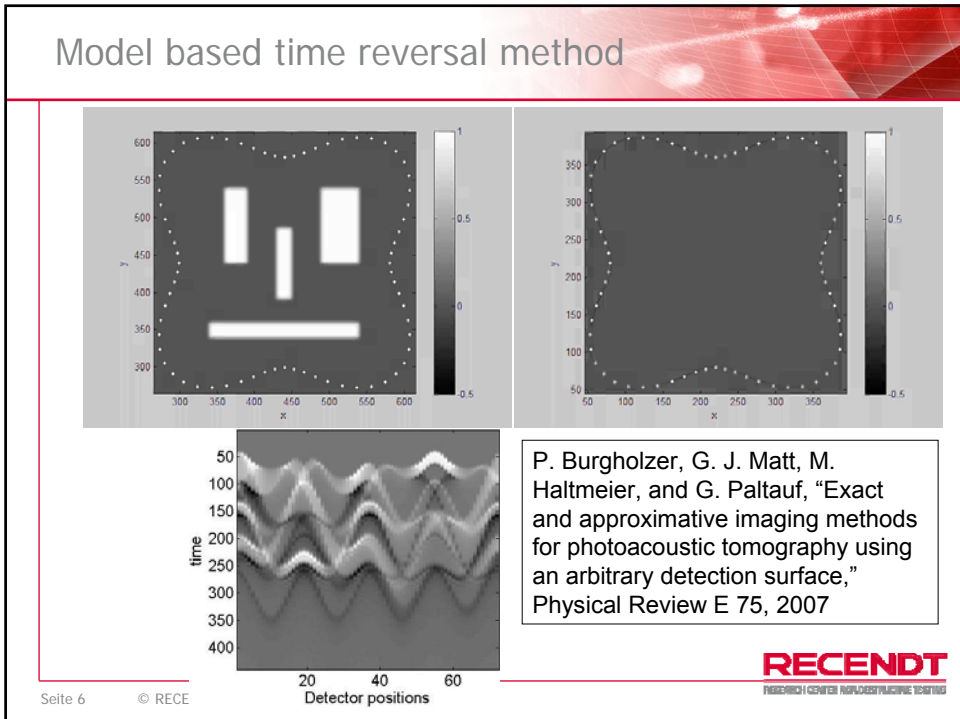 Model based time reversal method
600
550
500
450
400
350
300
y
300 350 400 450 500 550 600
x
1
0.5
0
-0.5
350
300
250
200
150
100
50
y
50 100 150 200 250 300 350
x
1
0.5
0
-0.5
50
100
150
200
250
300
350
400
time
20 40 60
Detector positions
P. Burgholzer, G. J. Matt, M.
Haltmeier, and G. Paltauf, “Exact
and approximative imaging methods
for photoacoustic tomography using
an arbitrary detection surface,”
Physical Review E 75, 2007
RECENDT
Seite 6 © RECE